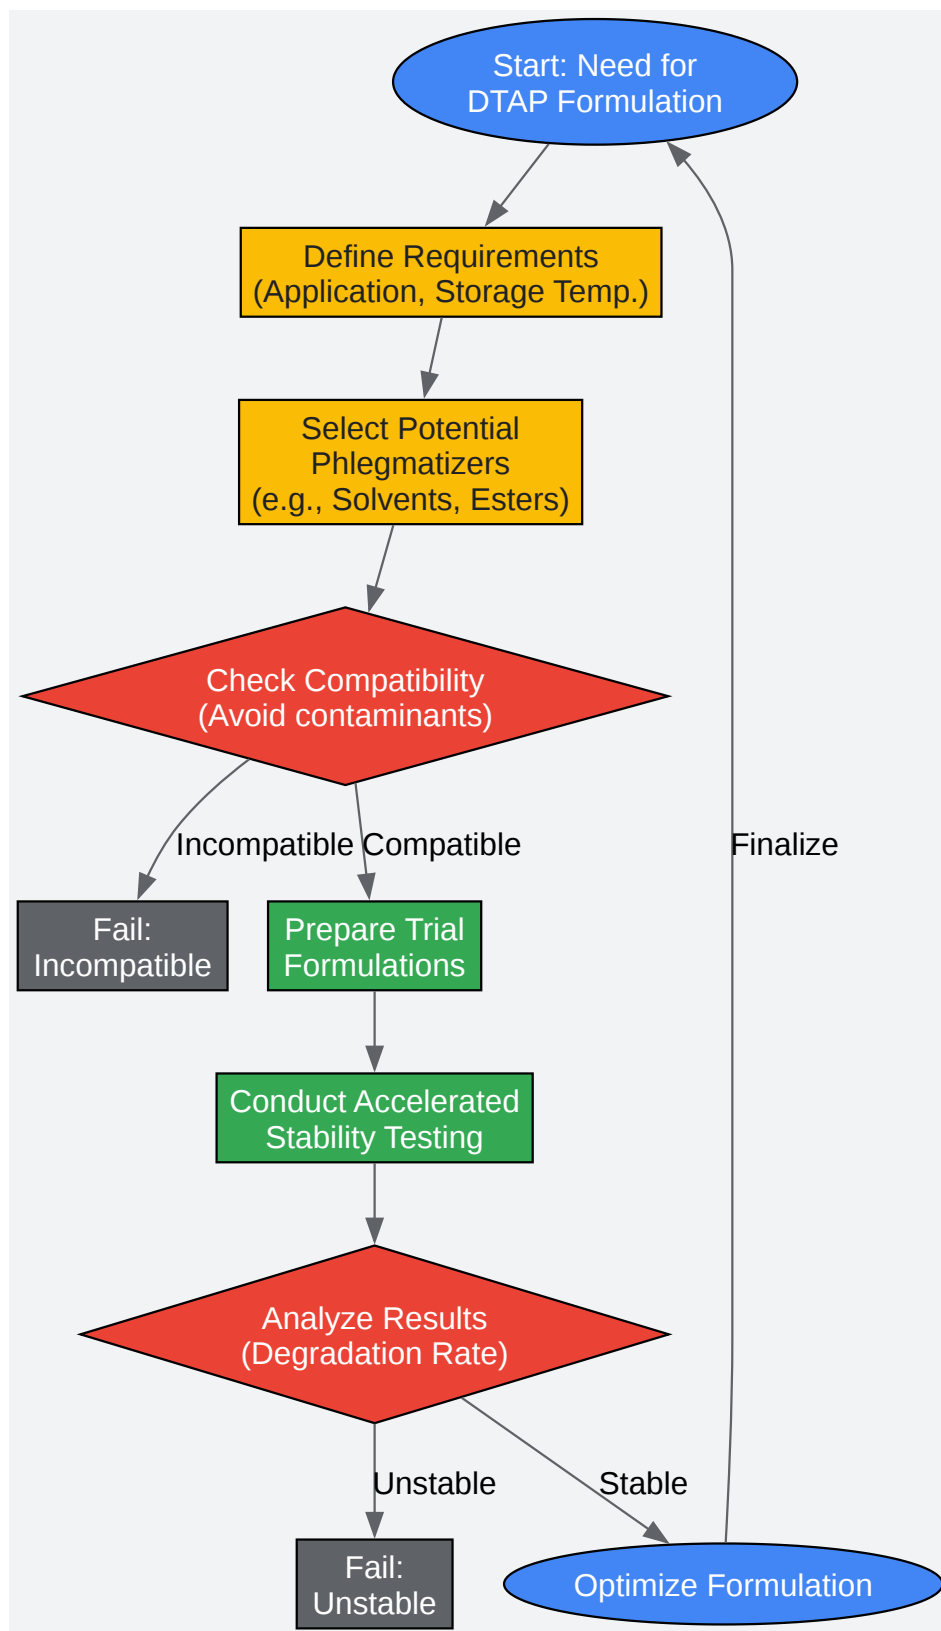 Start: Need for
DTAP Formulation
Define Requirements
(Application, Storage Temp.)
Select Potential
Phlegmatizers
(e.g., Solvents, Esters)
Check Compatibility
(Avoid contaminants)
Incompatible
Compatible
Finalize
Fail:
Incompatible
Prepare Trial
Formulations
Conduct Accelerated
Stability Testing
Analyze Results
(Degradation Rate)
Unstable
Stable
Fail:
Unstable
Optimize Formulation